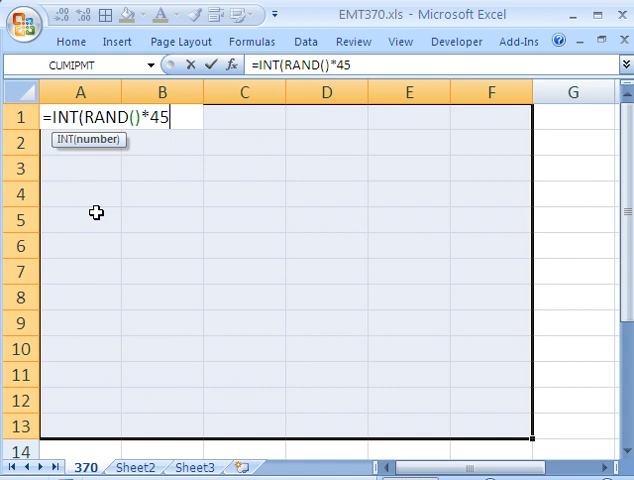 EMT370.xls - Microsoft Excel
Home Insert Page Layout Formulas Data Review View Developer Add-Ins
CUMIPMT =INT(RAND()*45
A B C D E F G
1 =INT(RAND()*45
INT(number)
2
3
4
5
6
7
8
9
10
11
12
13
14
370 Sheet2 Sheet3